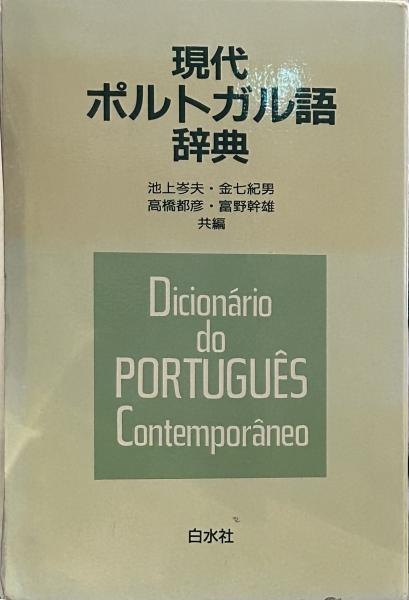 現代
ポルトガル語
辞典
池上岑夫・金七紀男
高橋都彦・富野幹雄
共編
Dicionário
do
PORTUGUÊS
Contemporâneo
白水社